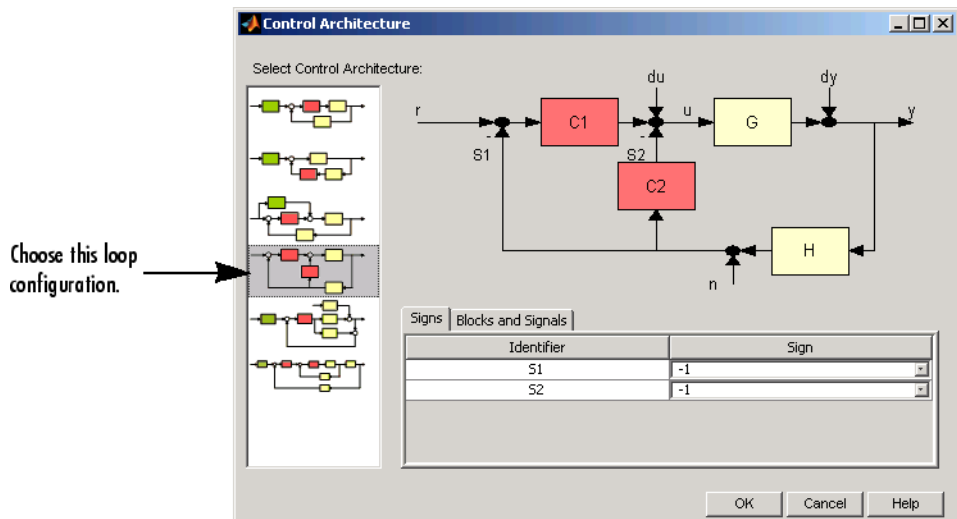 Control Architecture
Select Control Architecture:
du
dy
r
C1
u
G
y
-
S1
-
S2
C2
H
n
Choose this loop
configuration.
Signs
Blocks and Signals
Identifier
Sign
S1
-1
S2
-1
OK
Cancel
Help